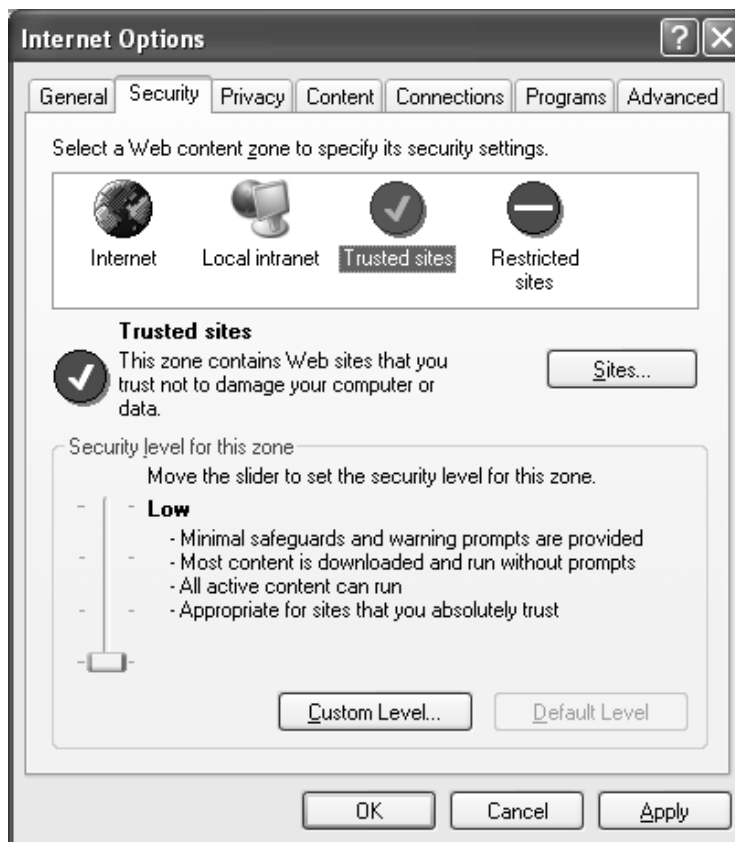 Internet Options
General Security Privacy Content Connections Programs Advanced
Select a Web content zone to specify its security settings.
Internet Local intranet Trusted sites Restricted
sites
Trusted sites
This zone contains Web sites that you
trust not to damage your computer or
data.
Sites...
Security level for this zone
Move the slider to set the security level for this zone.
Low
- Minimal safeguards and warning prompts are provided
- Most content is downloaded and run without prompts
- All active content can run
- Appropriate for sites that you absolutely trust
Custom Level... Default Level
OK Cancel Apply